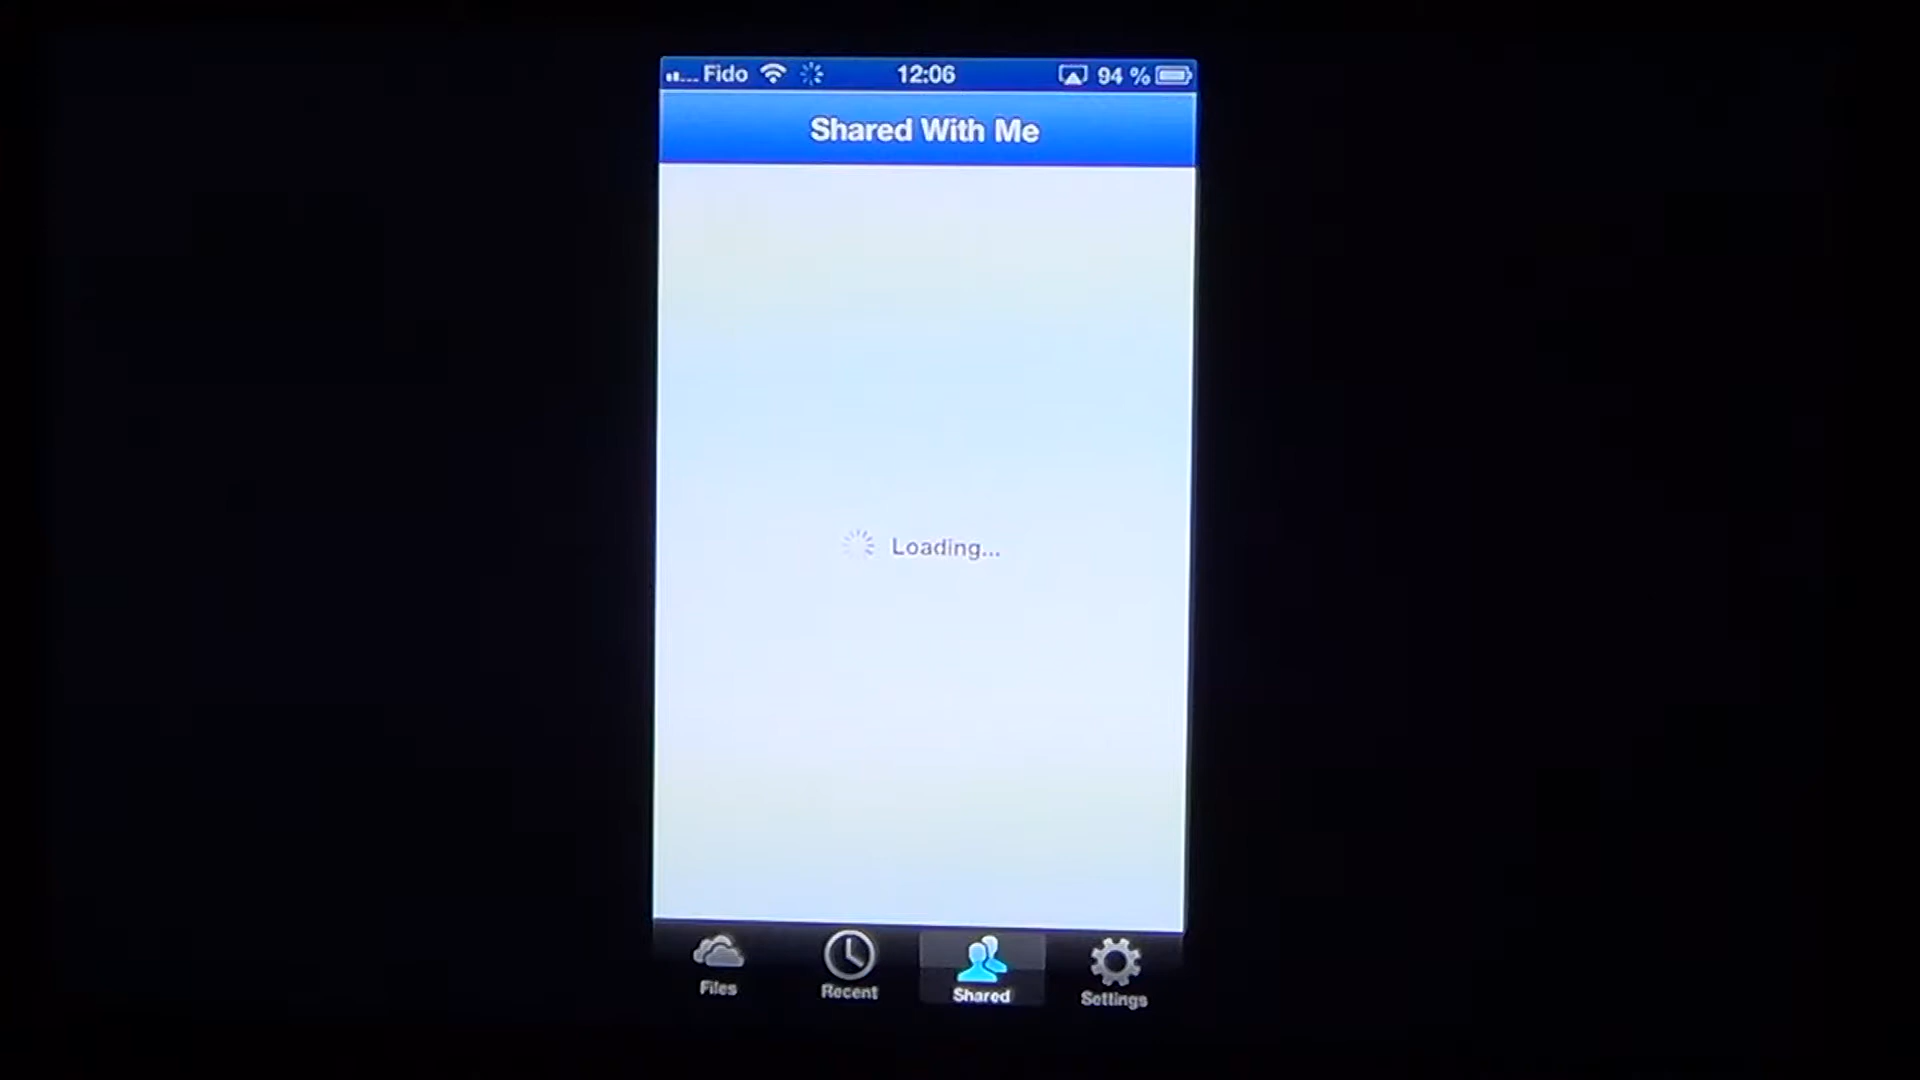 Fido 12:06 94 %
Shared With Me
Loading...
Files Recent Shared Settings